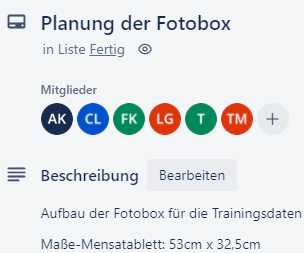 Planung der Fotobox
in Liste Fertig
Mitglieder
AK CL FK LG T TM +
Beschreibung Bearbeiten
Aufbau der Fotobox für die Trainingsdaten
Maße-Mensatablett: 53cm x 32,5cm